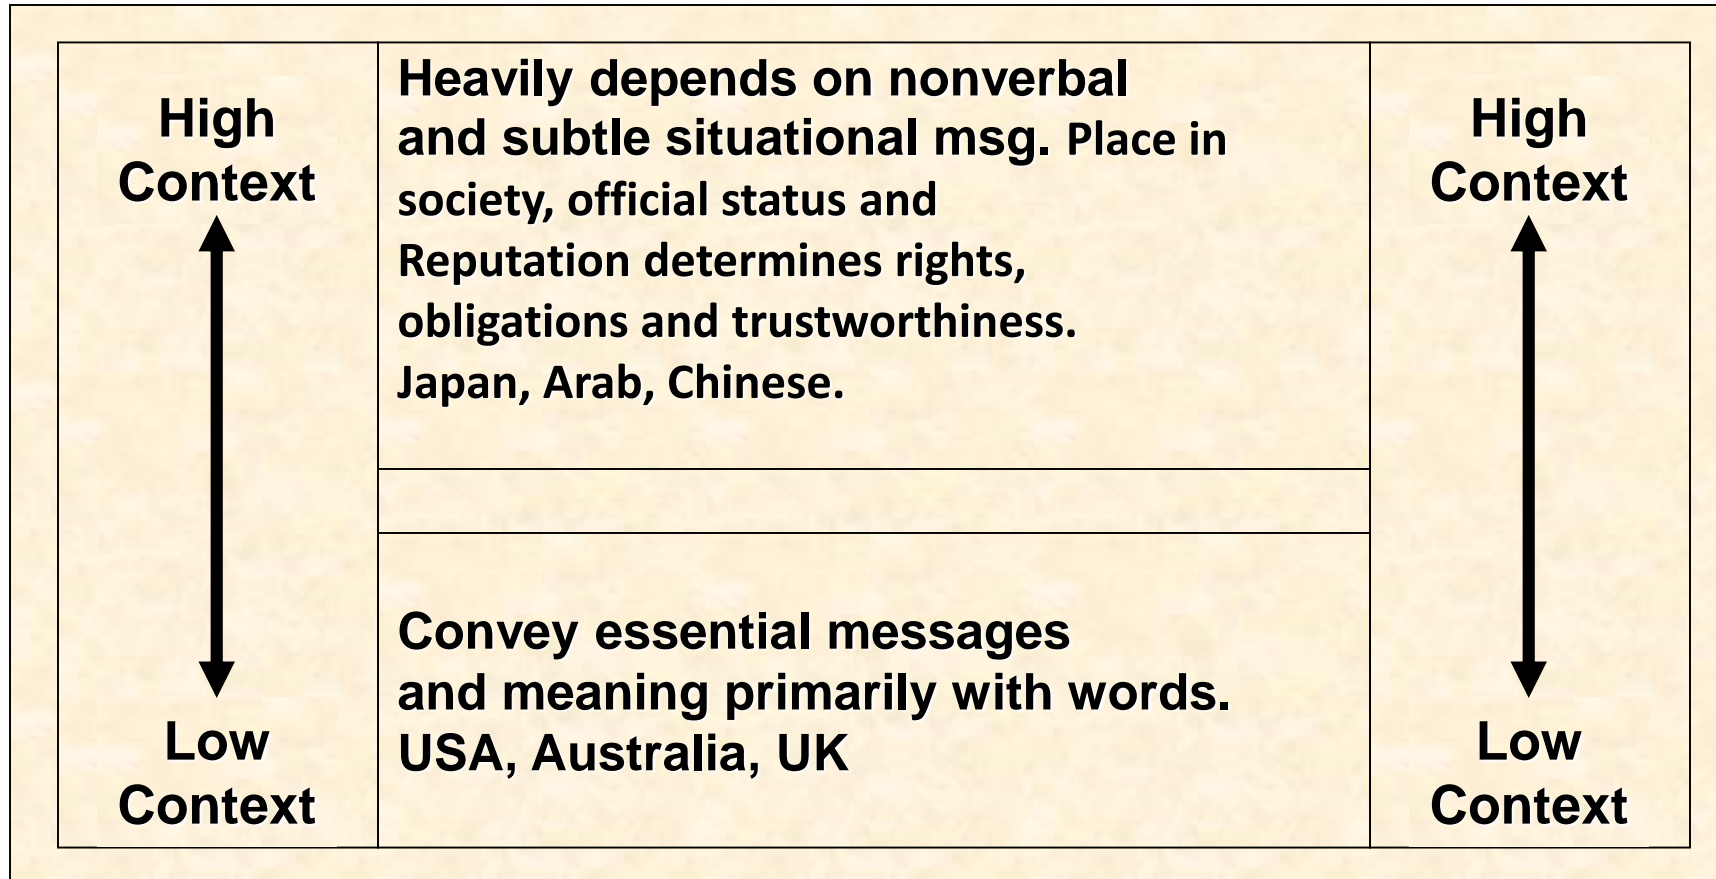 High
Context
Low
Context
Heavily depends on nonverbal
and subtle situational msg. Place in
society, official status and
Reputation determines rights,
obligations and trustworthiness.
Japan, Arab, Chinese.
Convey essential messages
and meaning primarily with words.
USA, Australia, UK
High
Context
Low
Context